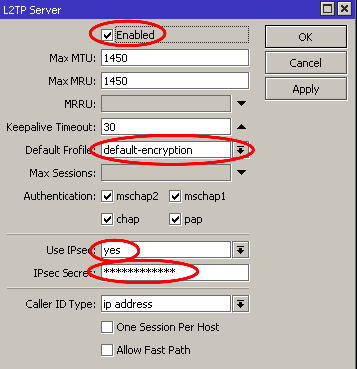 L2TP Server
Enabled
OK
Max MTU: 1450
Cancel
Max MRU: 1450
Apply
MRRU:
Keepalive Timeout: 30
Default Profile: default-encryption
Max Sessions:
Authentication: mschap2 mschap1
chap pap
Use IPsec: yes
IPsec Secret: ************
Caller ID Type: ip address
One Session Per Host
Allow Fast Path